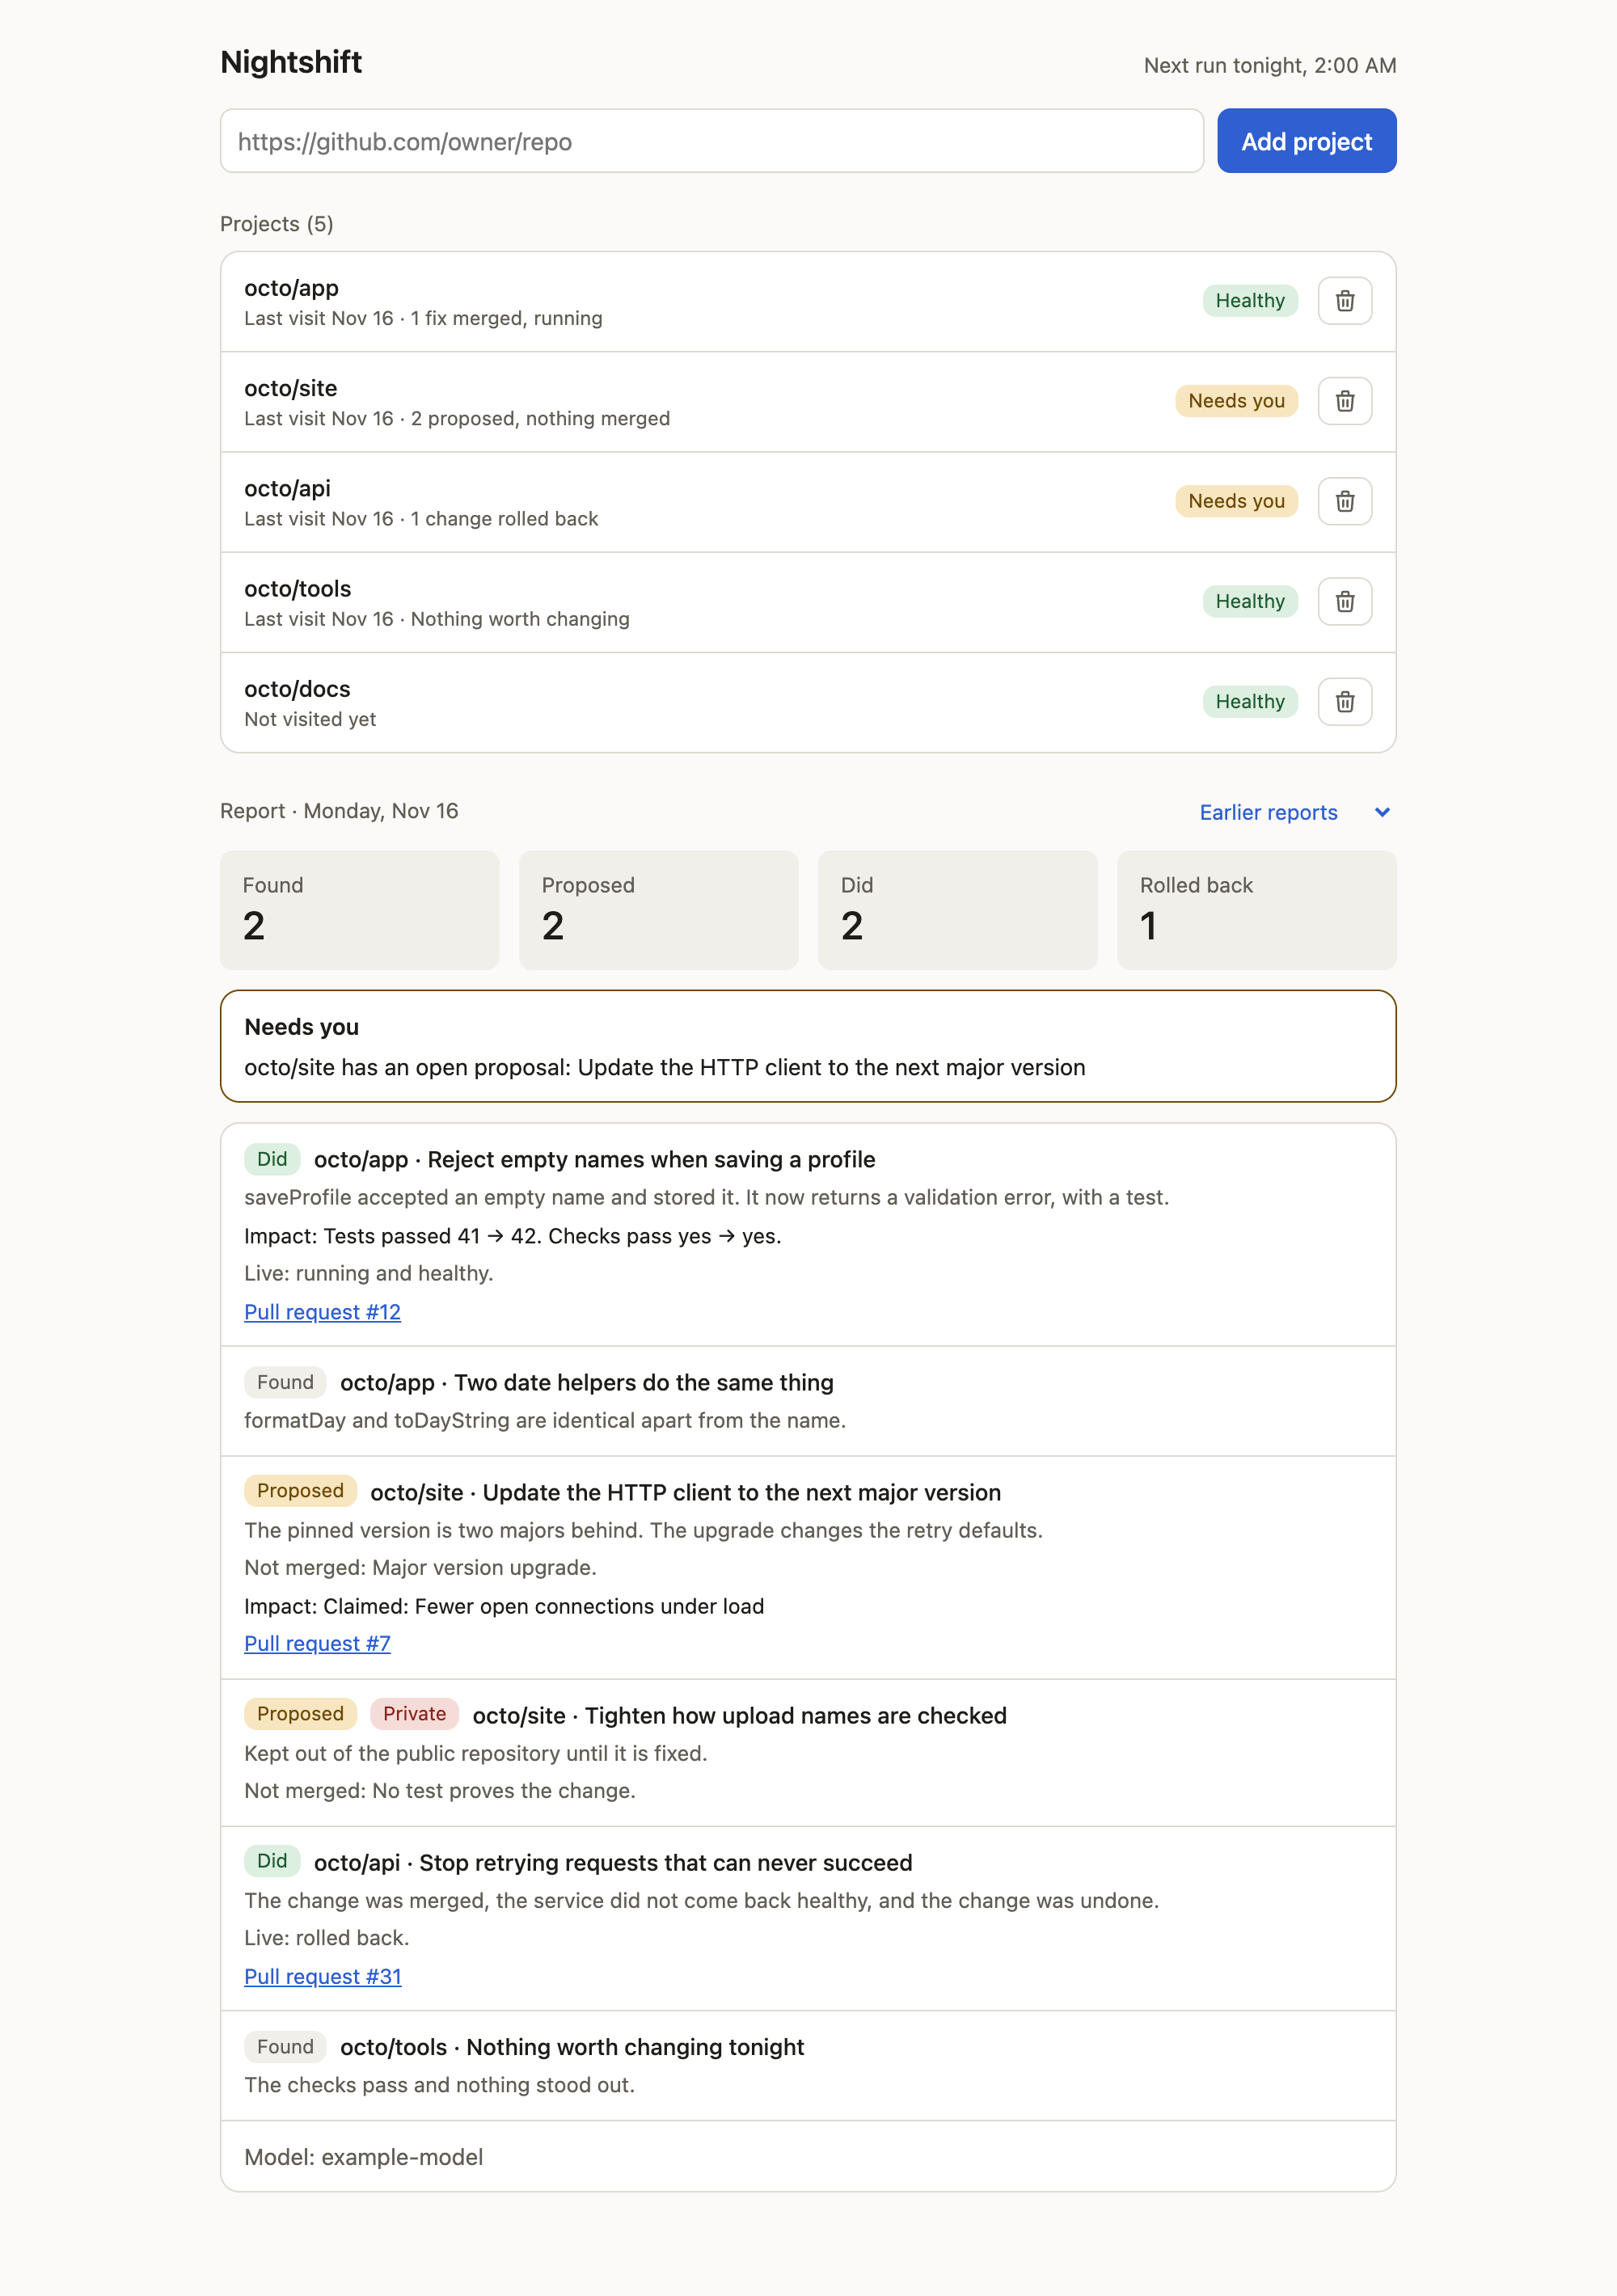 Nightshift
Next run tonight, 2:00 AM
https://github.com/owner/repo
Add project
Projects (5)
octo/app
Last visit Nov 16 · 1 fix merged, running
Healthy
octo/site
Last visit Nov 16 · 2 proposed, nothing merged
Needs you
octo/api
Last visit Nov 16 · 1 change rolled back
Needs you
octo/tools
Last visit Nov 16 · Nothing worth changing
Healthy
octo/docs
Not visited yet
Healthy
Report · Monday, Nov 16
Earlier reports
Found
2
Proposed
2
Did
2
Rolled back
1
Needs you
octo/site has an open proposal: Update the HTTP client to the next major version
Did octo/app · Reject empty names when saving a profile
saveProfile accepted an empty name and stored it. It now returns a validation error, with a test.
Impact: Tests passed 41 → 42. Checks pass yes → yes.
Live: running and healthy.
Pull request #12
Found octo/app · Two date helpers do the same thing
formatDay and toDayString are identical apart from the name.
Proposed octo/site · Update the HTTP client to the next major version
The pinned version is two majors behind. The upgrade changes the retry defaults.
Not merged: Major version upgrade.
Impact: Claimed: Fewer open connections under load
Pull request #7
Proposed Private octo/site · Tighten how upload names are checked
Kept out of the public repository until it is fixed.
Not merged: No test proves the change.
Did octo/api · Stop retrying requests that can never succeed
The change was merged, the service did not come back healthy, and the change was undone.
Live: rolled back.
Pull request #31
Found octo/tools · Nothing worth changing tonight
The checks pass and nothing stood out.
Model: example-model